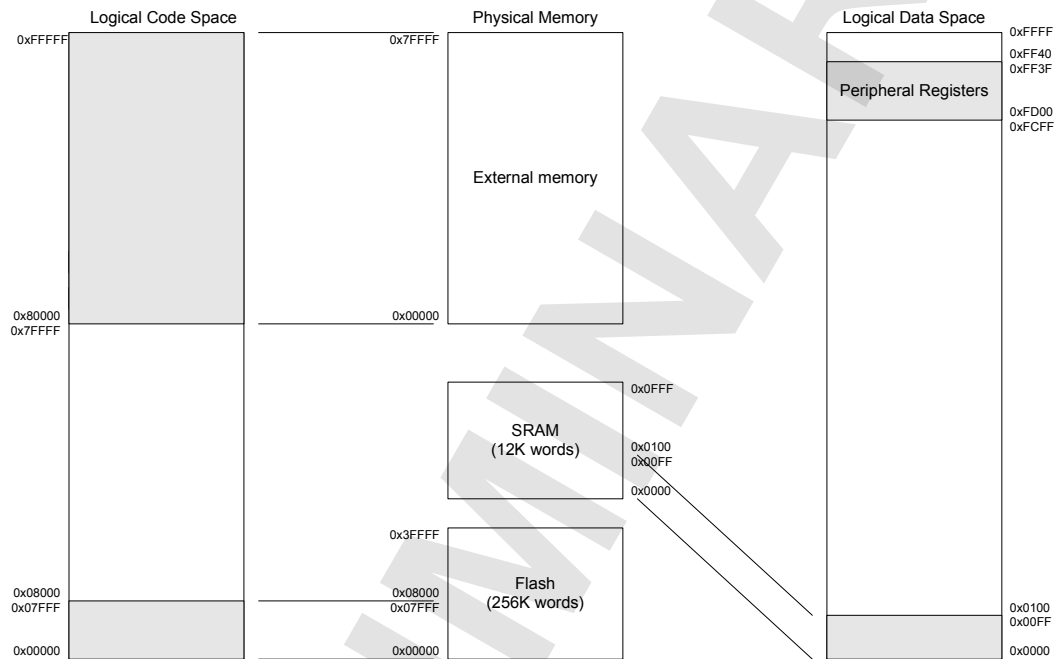 Logical Code Space
Physical Memory
Logical Data Space
0xFFFFF
0x80000
0x7FFFF
0x08000
0x07FFF
0x00000
0x7FFFF
External memory
0x00000
SRAM
(12K words)
0x0FFF
0x0100
0x00FF
0x0000
0x3FFFF
Flash
(256K words)
0x08000
0x07FFF
0x00000
0xFFFF
0xFF40
0xFF3F
Peripheral Registers
0xFD00
0xFCFF
0x0100
0x00FF
0x0000